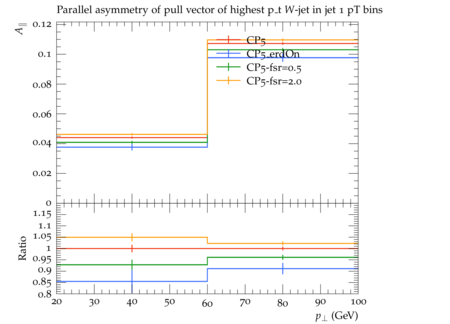 Parallel asymmetry of pull vector of highest p_t W-jet in jet 1 pT bins
A∥
0.12
0.1
0.08
0.06
0.04
0.02
0
CP5
CP5_erdOn
CP5-fsr=0.5
CP5-fsr=2.0
Ratio
1.15
1.1
1.05
1
0.95
0.9
0.85
0.8
20 30 40 50 60 70 80 90 100
p⊥ (GeV)